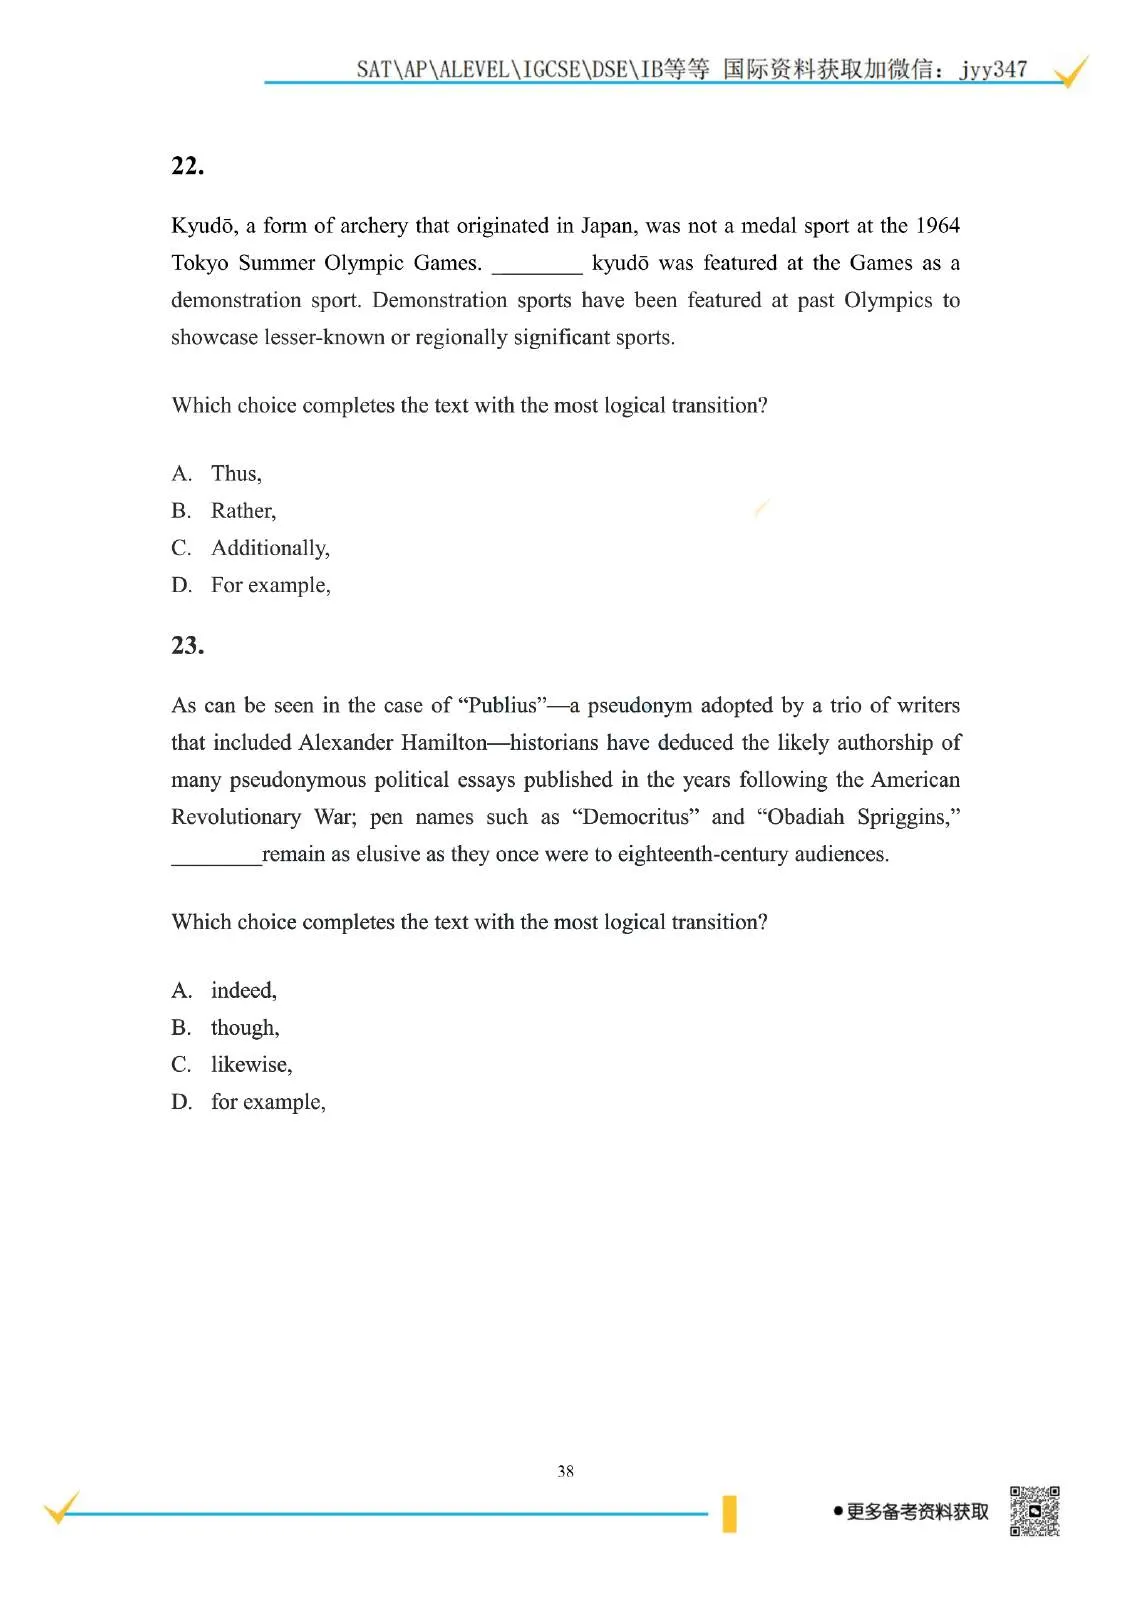 SAT\AP\ALEVEL\IGCSE\DSE\IB等等 国际资料获取加微信：jyy347
22.
Kyudō, a form of archery that originated in Japan, was not a medal sport at the 1964
Tokyo Summer Olympic Games. ________ kyudō was featured at the Games as a
demonstration sport. Demonstration sports have been featured at past Olympics to
showcase lesser-known or regionally significant sports.
Which choice completes the text with the most logical transition?
A. Thus,
B. Rather,
C. Additionally,
D. For example,
23.
As can be seen in the case of “Publius”—a pseudonym adopted by a trio of writers
that included Alexander Hamilton—historians have deduced the likely authorship of
many pseudonymous political essays published in the years following the American
Revolutionary War; pen names such as “Democritus” and “Obadiah Spriggins,”
________remain as elusive as they once were to eighteenth-century audiences.
Which choice completes the text with the most logical transition?
A. indeed,
B. though,
C. likewise,
D. for example,
38
●更多备考资料获取